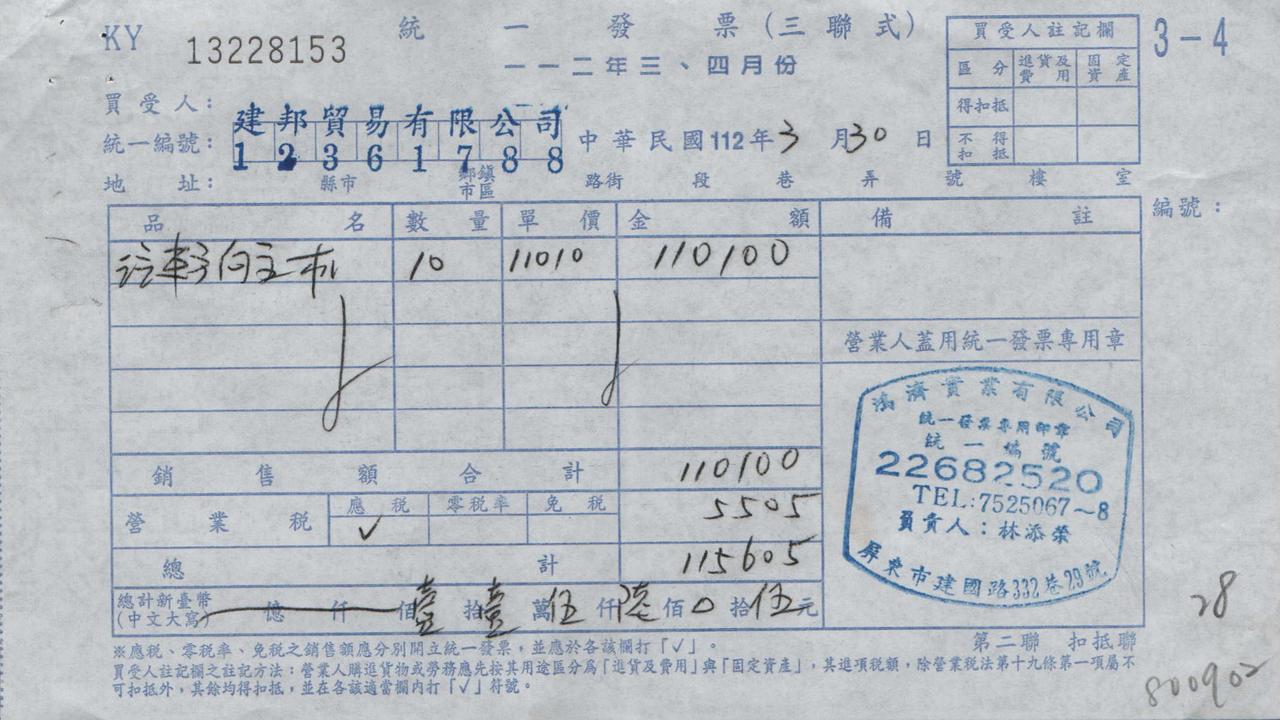 KY 13228153
統一發票(三聯式)
一一二年三、四月份
3-4
買受人註記欄
區分 進貨及費用 固定資產
得扣抵
不得扣抵
買受人: 建邦貿易有限公司
統一編號: 12361788
中華民國112年3月30日
地址: 縣市 鄉鎮市區 路街 段 巷 弄 號 樓 室
品名 數量 單價 金額 備註
編號:
主机 10 11010 110100
營業人蓋用統一發票專用章
鴻濟實業有限公司
統一發票專用印章
統一編號
22682520
TEL:7525067~8
負責人:林添榮
屏東市建國路332巷29號
銷售額合計 110100
應稅 零稅率 免稅
營業稅 ✓ 5505
總計 115605
總計新臺幣(中文大寫) 億 仟 佰壹拾壹萬伍仟陸佰0拾伍元
28
第二聯 扣抵聯
※應稅、零稅率、免稅之銷售額應分別開立統一發票,並應於各該欄打「✓」。
買受人註記欄之註記方法:營業人購進貨物或勞務應先按其用途區分為「進貨及費用」與「固定資產」,其進項稅額,除營業稅法第十九條第一項屬不
可扣抵外,其餘均得扣抵,並在各該適當欄內打「✓」符號。
800902